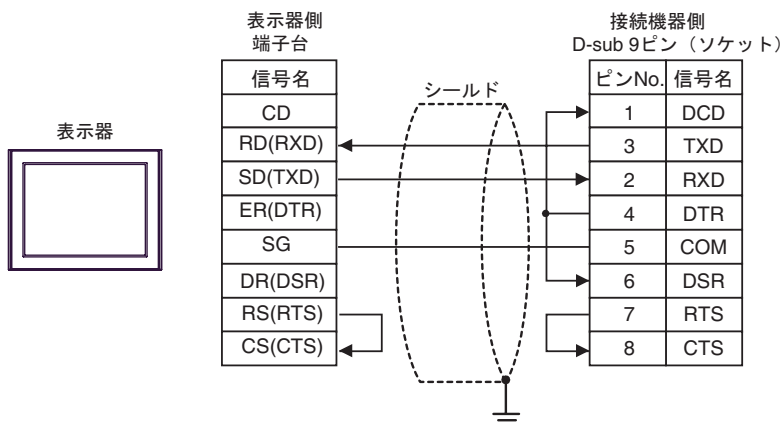 表示器
表示器側
端子台
信号名
CD
RD(RXD)
SD(TXD)
ER(DTR)
SG
DR(DSR)
RS(RTS)
CS(CTS)
シールド
接続機器側
D-sub 9ピン（ソケット）
ピンNo. 信号名
1 DCD
3 TXD
2 RXD
4 DTR
5 COM
6 DSR
7 RTS
8 CTS